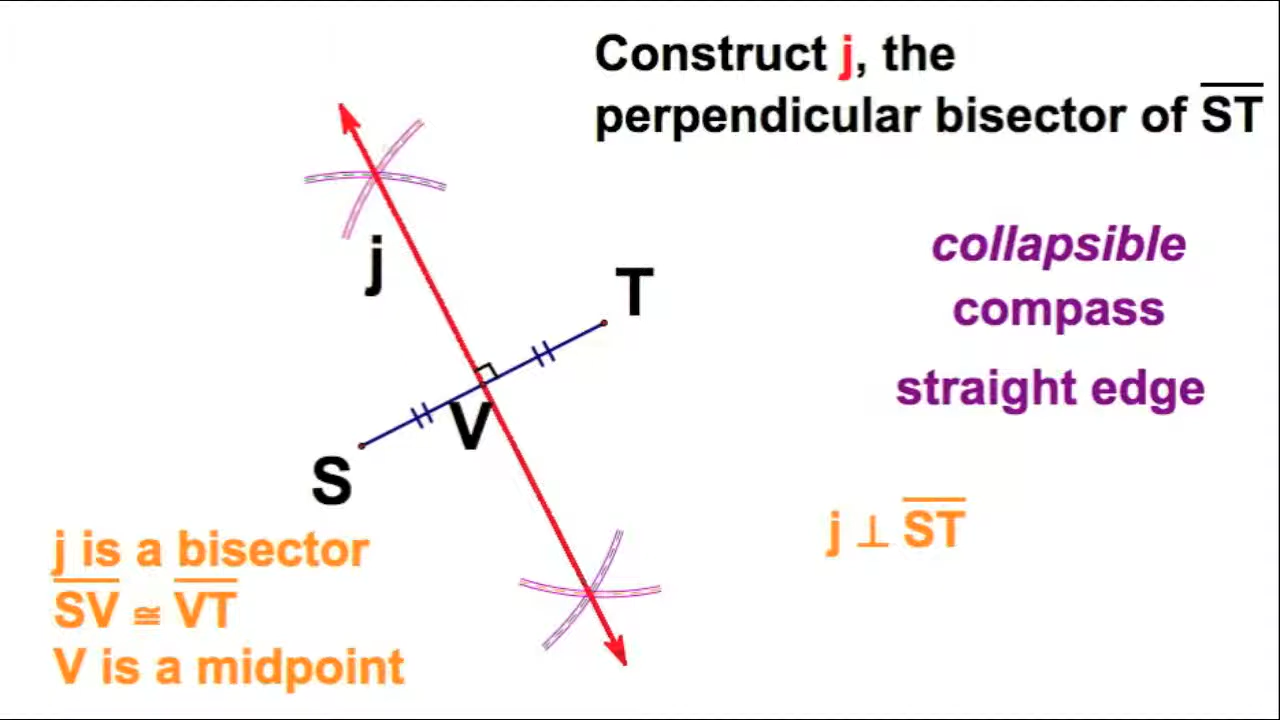 Construct j, the
perpendicular bisector of ST
collapsible
compass
straight edge
j
T
V
S
j is a bisector
SV ≅ VT
V is a midpoint
j ⊥ ST